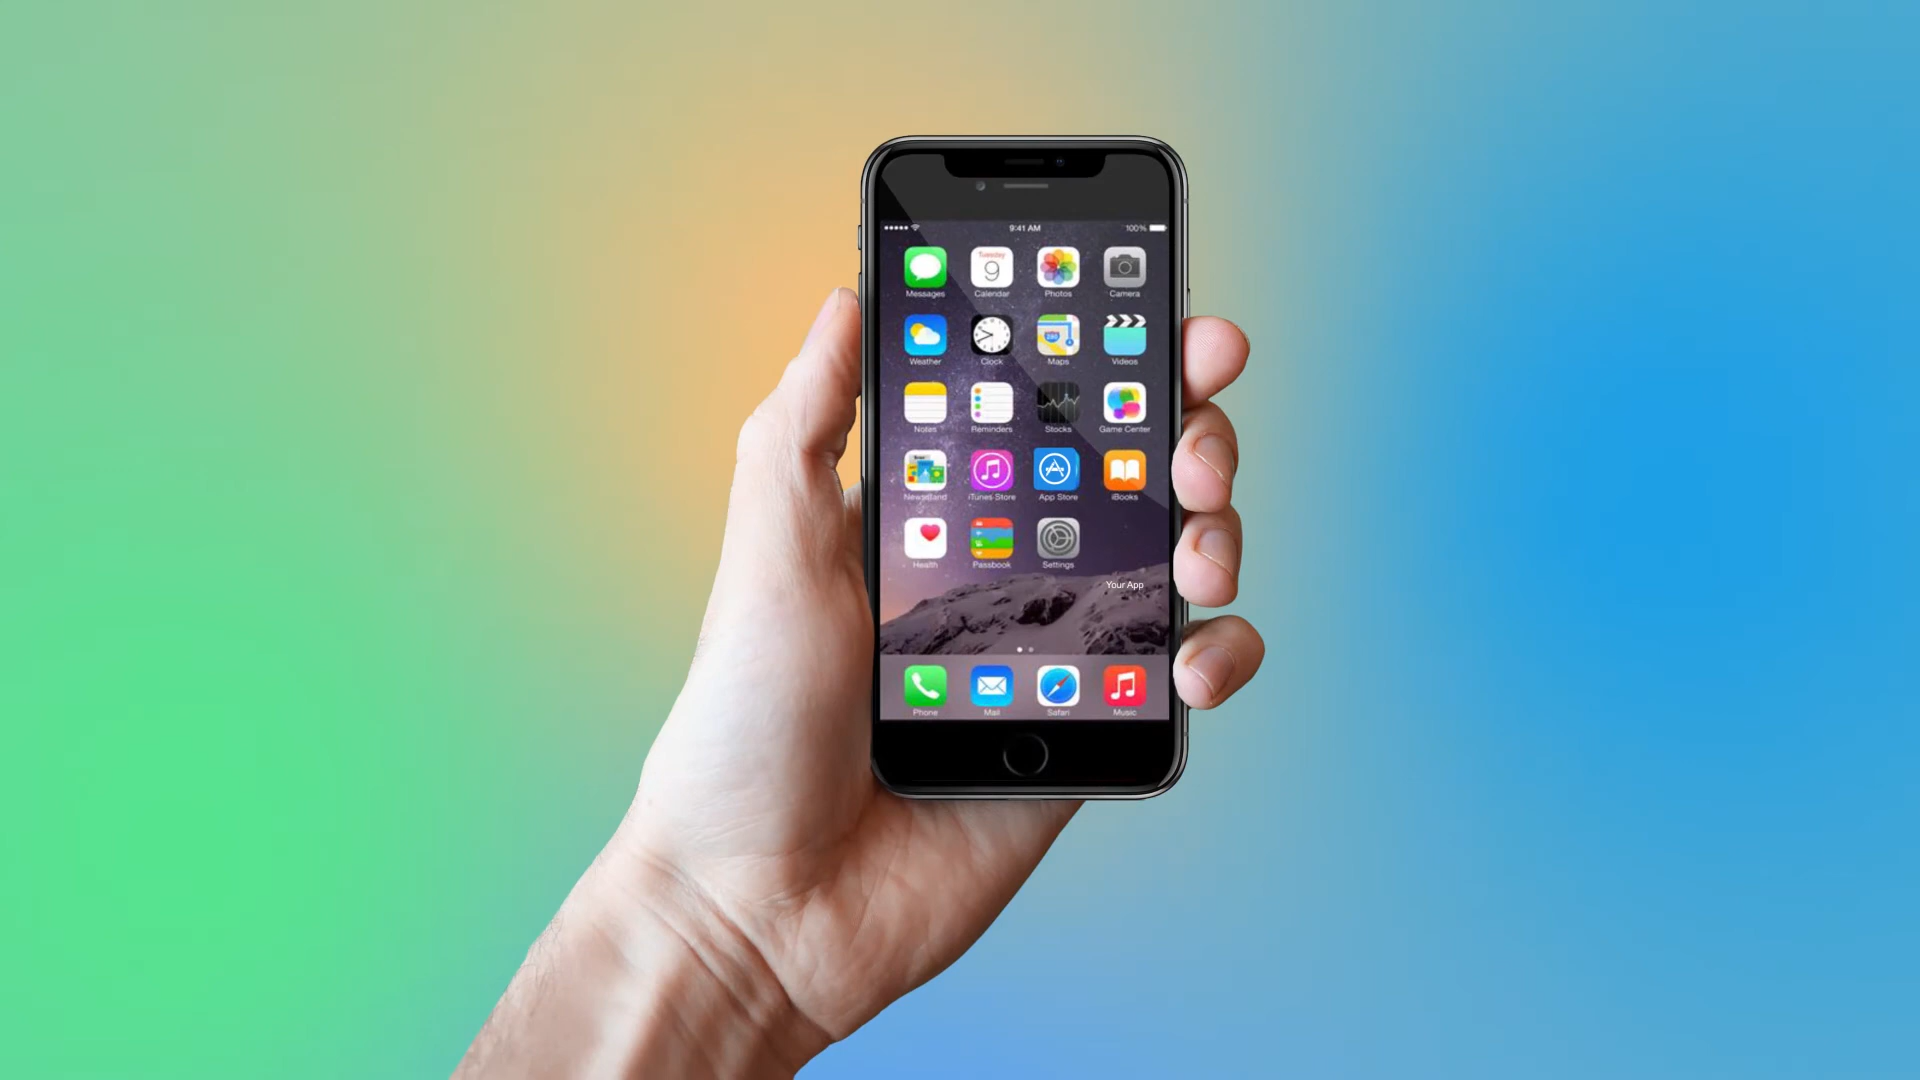 9:41 AM 100%
Tuesday
9
Messages Calendar Photos Camera
280
Weather Clock Maps Videos
Notes Reminders Stocks Game Center
Newsstand iTunes Store App Store iBooks
Health Passbook Settings
Your App
Phone Mail Safari Music